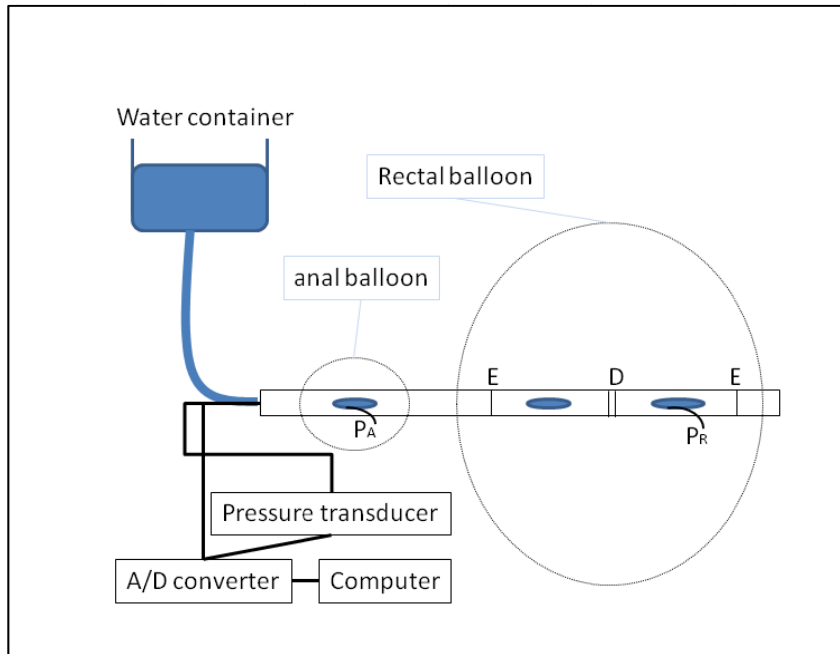 Water container
Rectal balloon
anal balloon
E
D
E
PA
PR
Pressure transducer
A/D converter
Computer